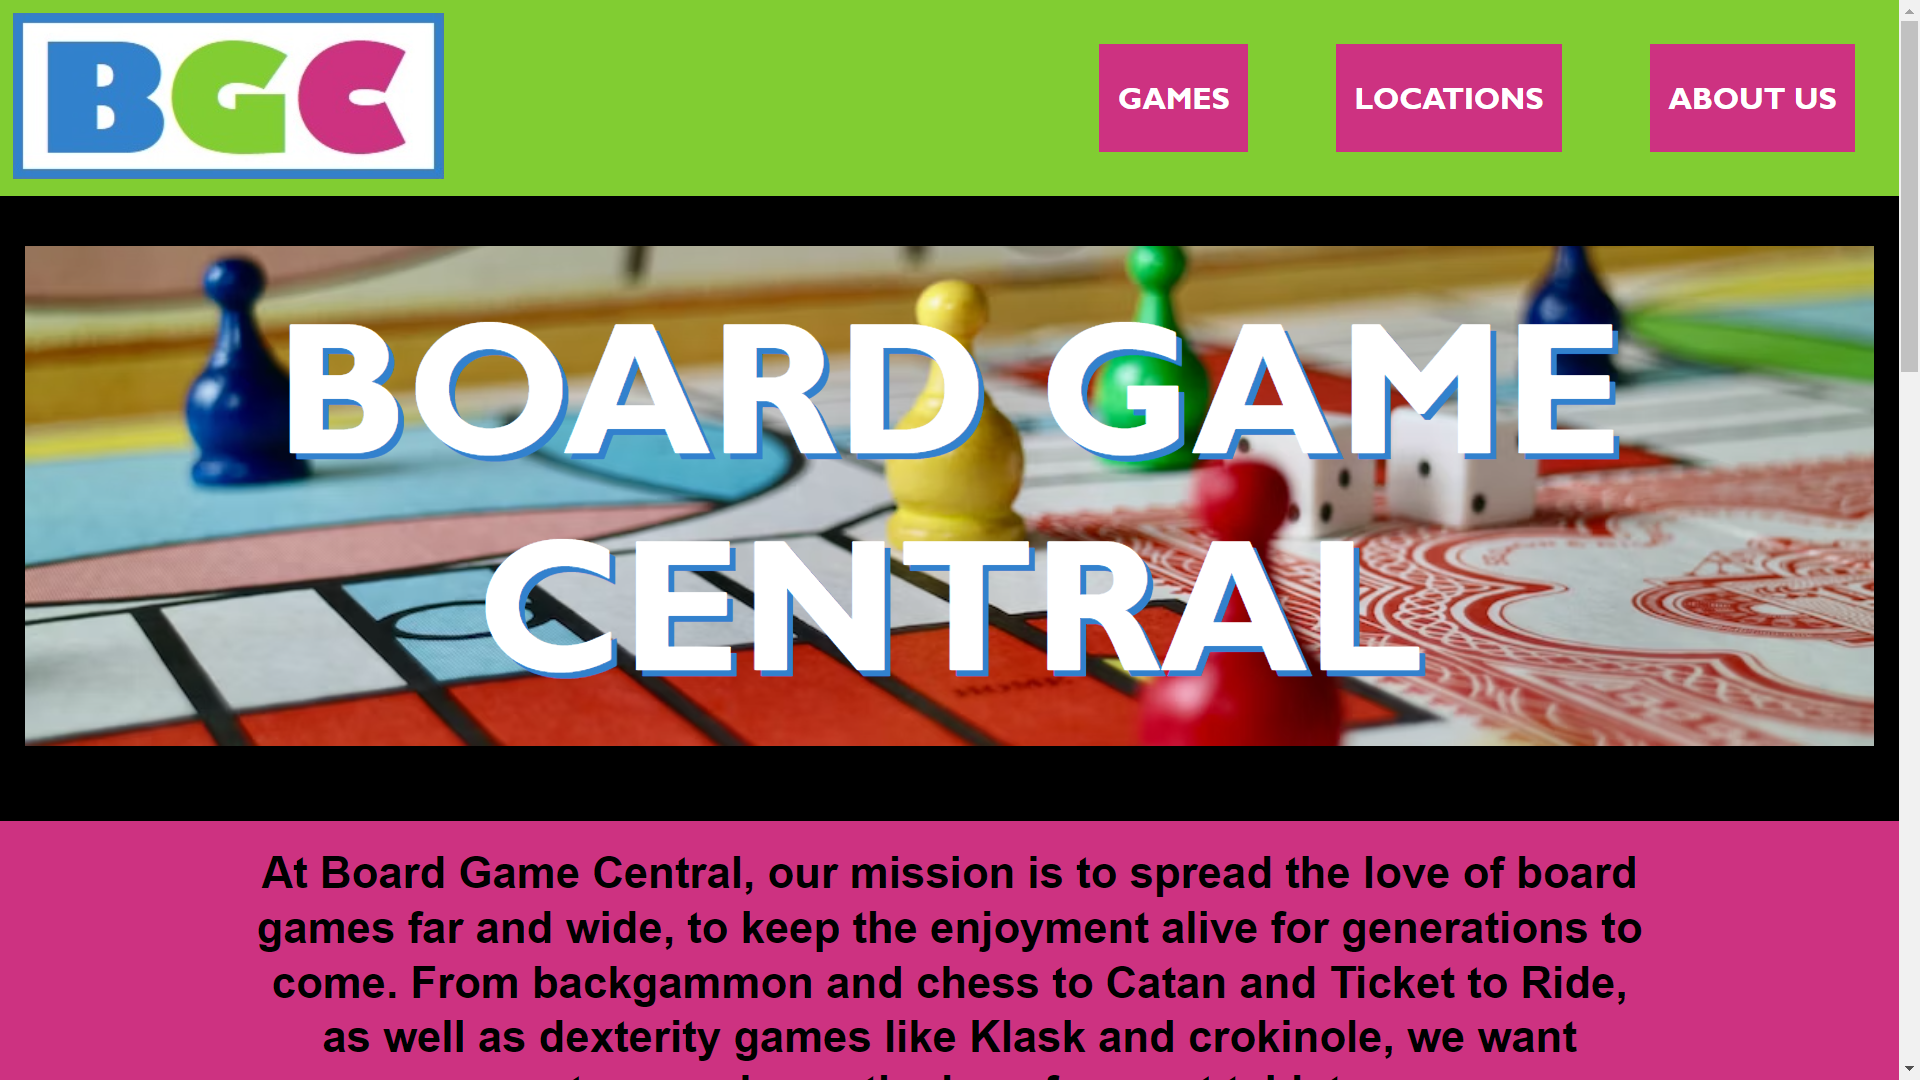 BGC
GAMES
LOCATIONS
ABOUT US
BOARD GAME
CENTRAL
At Board Game Central, our mission is to spread the love of board
games far and wide, to keep the enjoyment alive for generations to
come. From backgammon and chess to Catan and Ticket to Ride,
as well as dexterity games like Klask and crokinole, we want